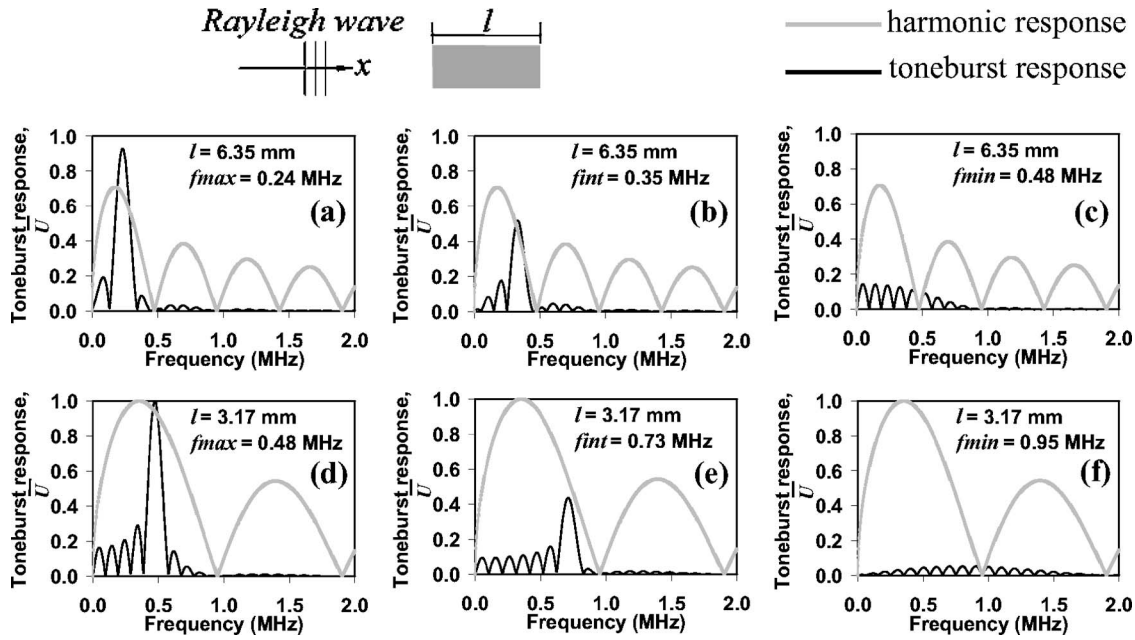 Rayleigh wave
l
x
harmonic response
toneburst response
Toneburst response,
U
1.0
0.8
0.6
0.4
0.2
0.0
l = 6.35 mm
fmax = 0.24 MHz
(a)
0.0 0.5 1.0 1.5 2.0
Frequency (MHz)
Toneburst response,
U
1.0
0.8
0.6
0.4
0.2
0.0
l = 6.35 mm
fint = 0.35 MHz
(b)
0.0 0.5 1.0 1.5 2.0
Frequency (MHz)
Toneburst response,
U
1.0
0.8
0.6
0.4
0.2
0.0
l = 6.35 mm
fmin = 0.48 MHz
(c)
0.0 0.5 1.0 1.5 2.0
Frequency (MHz)
Toneburst response,
U
1.0
0.8
0.6
0.4
0.2
0.0
l = 3.17 mm
fmax = 0.48 MHz
(d)
0.0 0.5 1.0 1.5 2.0
Frequency (MHz)
Toneburst response,
U
1.0
0.8
0.6
0.4
0.2
0.0
l = 3.17 mm
fint = 0.73 MHz
(e)
0.0 0.5 1.0 1.5 2.0
Frequency (MHz)
Toneburst response,
U
1.0
0.8
0.6
0.4
0.2
0.0
l = 3.17 mm
fmin = 0.95 MHz
(f)
0.0 0.5 1.0 1.5 2.0
Frequency (MHz)